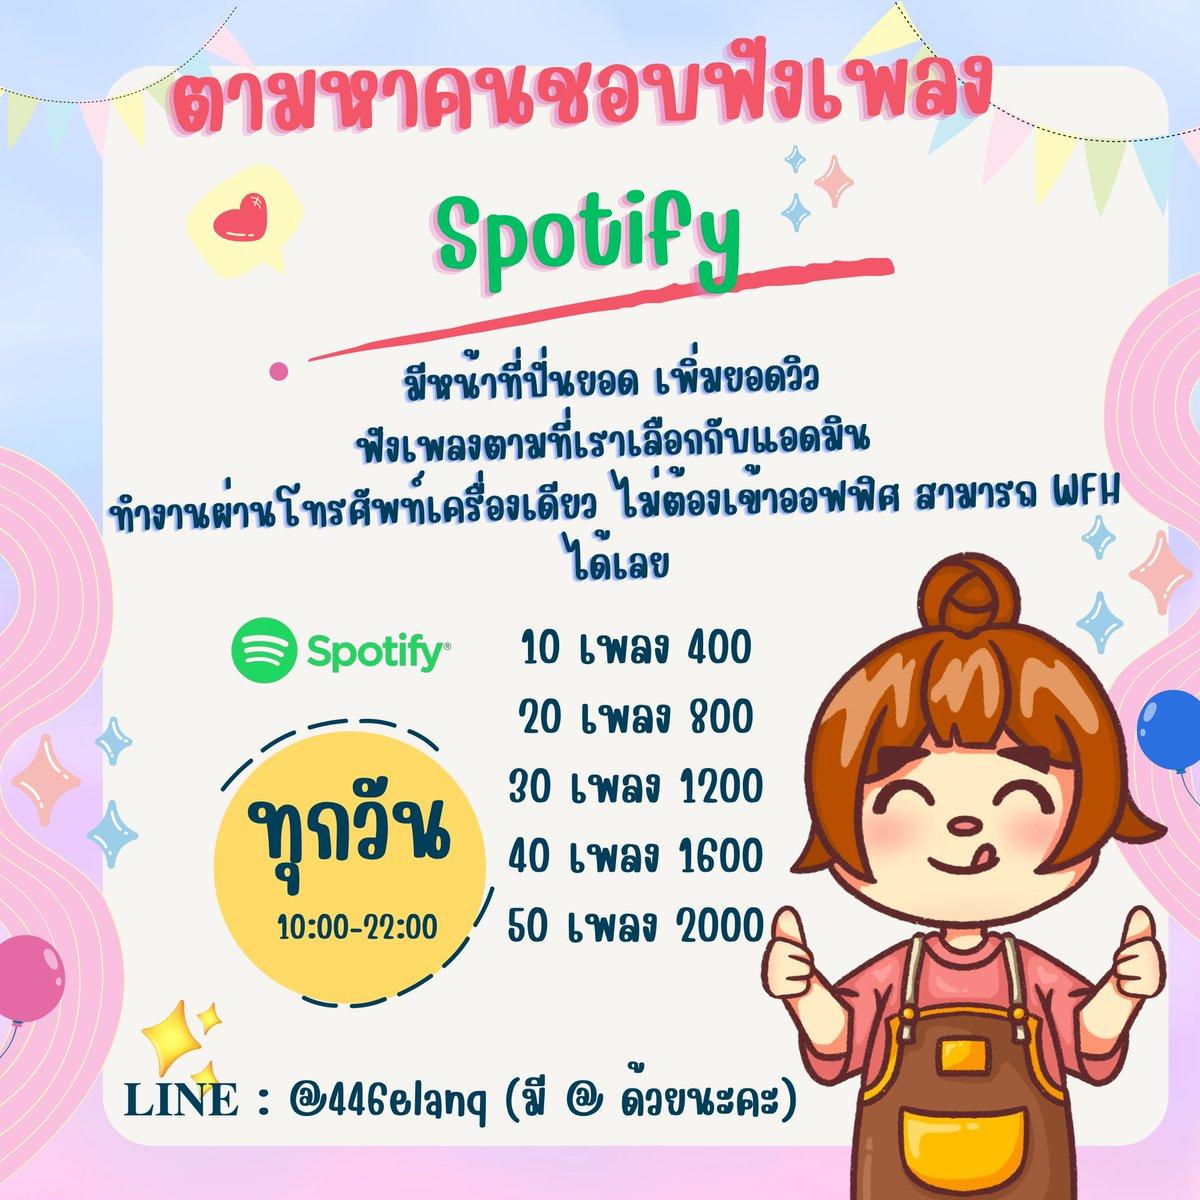 ตามหาคนชอบฟังเพลง
Spotify
มีหน้าที่ปั่นยอด เพิ่มยอดวิว
ฟังเพลงตามที่เราเลือกกับแอดมิน
ทำงานผ่านโทรศัพท์เครื่องเดียว ไม่ต้องเข้าออฟฟิศ สามารถ WFH
ได้เลย
Spotify®
10 เพลง 400
20 เพลง 800
30 เพลง 1200
40 เพลง 1600
50 เพลง 2000
ทุกวัน
10:00-22:00
LINE : @446elanq (มี @ ด้วยนะคะ)